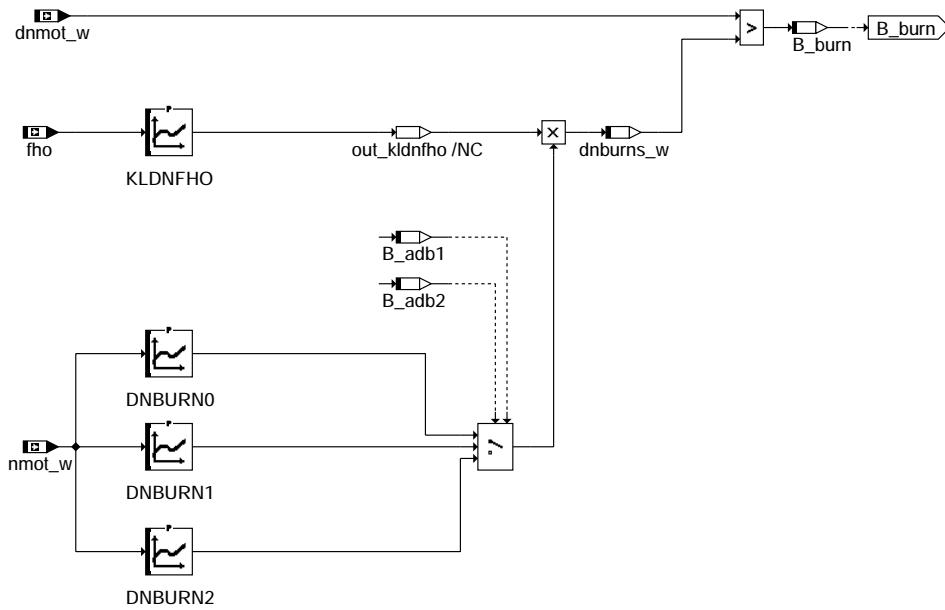 dnmot_w
B_burn
B_burn
fho
KLDNFHO
out_kldnfho /NC
dnburns_w
B_adb1
B_adb2
DNBURN0
nmot_w
DNBURN1
DNBURN2